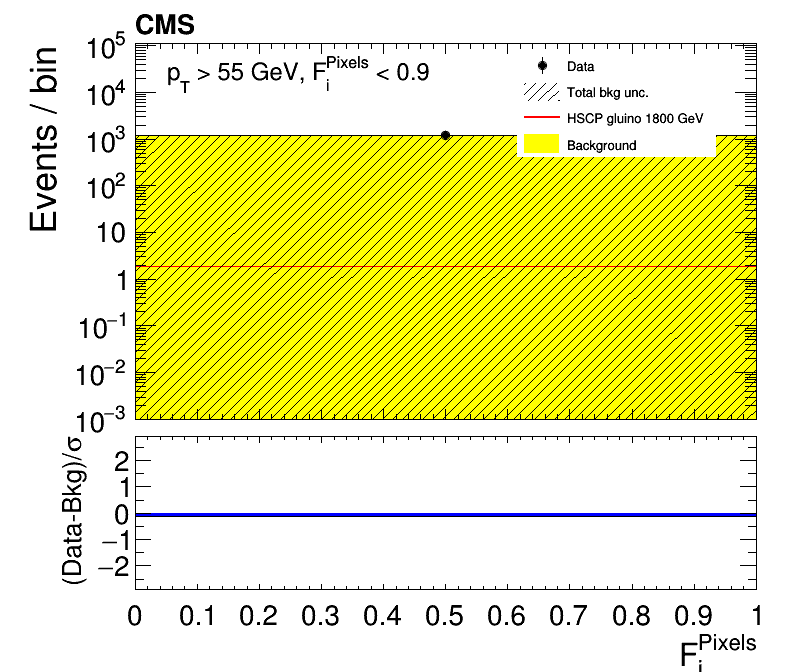 CMS
Events / bin
10^5
10^4
10^3
10^2
10
1
10^−1
10^−2
10^−3
p_T > 55 GeV, F_i^Pixels < 0.9
Data
Total bkg unc.
HSCP gluino 1800 GeV
Background
(Data-Bkg)/σ
2
1
0
−1
−2
0 0.1 0.2 0.3 0.4 0.5 0.6 0.7 0.8 0.9 1
F_i^Pixels